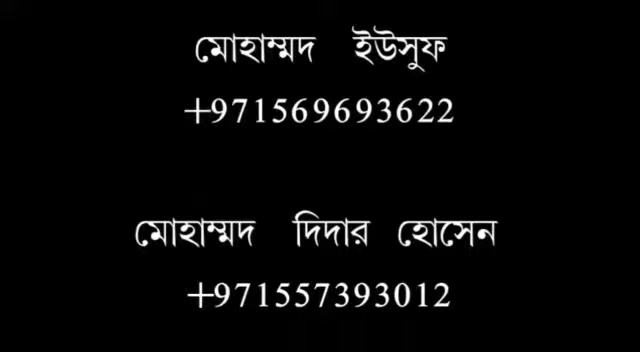 মোহাম্মদ ইউসুফ
+971569693622
মোহাম্মদ দিদার হোসেন
+971557393012